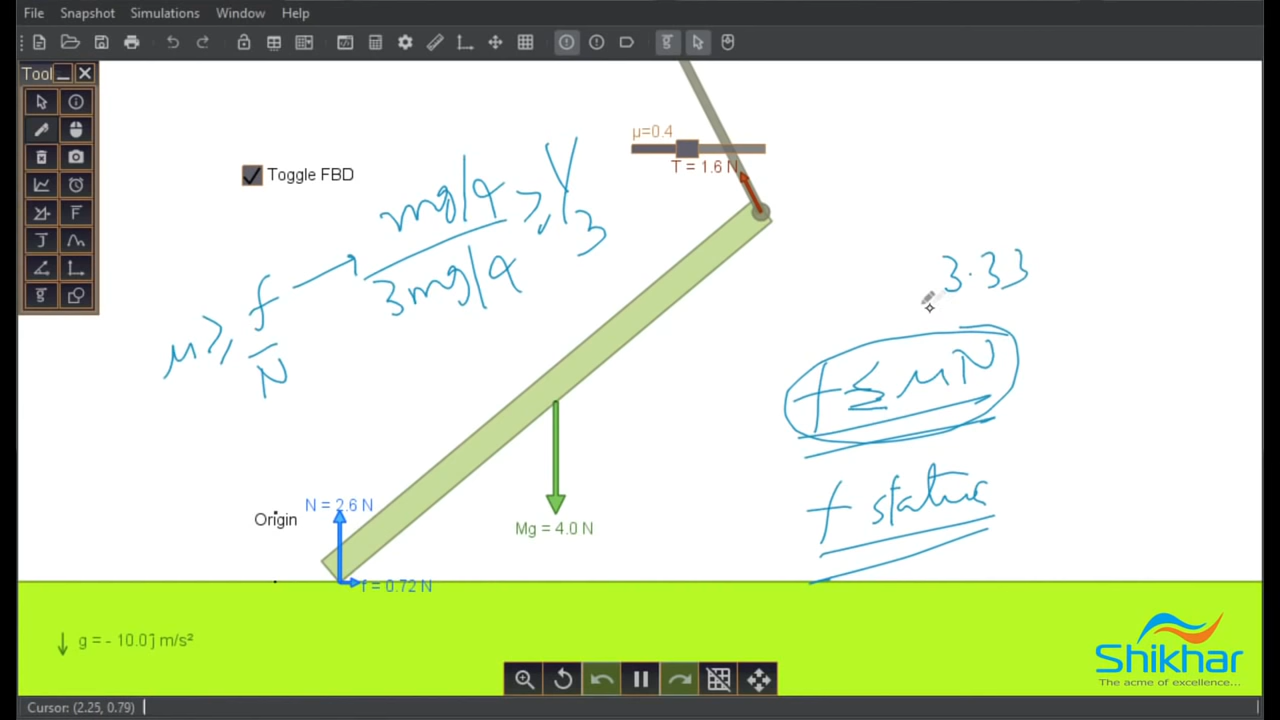 File Snapshot Simulations Window Help
Tool
μ=0.4
T = 1.6 N
Toggle FBD
mg/4
3mg/4
≥ 1/3
3.33
μ ≥ f/N
f ≤ μN
f static
N = 2.6 N
Origin
Mg = 4.0 N
f = 0.72 N
g = - 10.0 j m/s²
Shikhar
The acme of excellence...
Cursor: (2.25, 0.79)